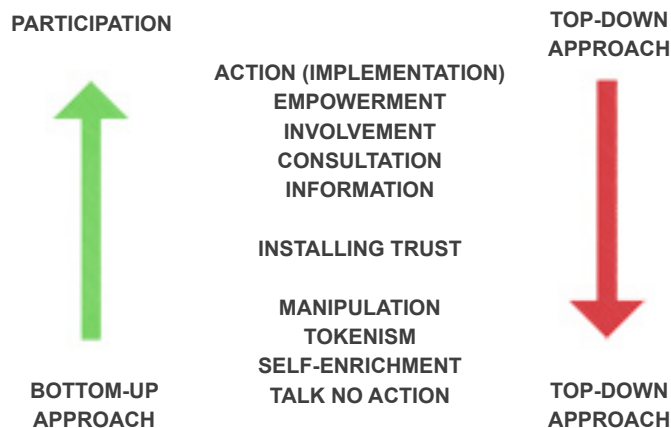 PARTICIPATION
TOP-DOWN
APPROACH
ACTION (IMPLEMENTATION)
EMPOWERMENT
INVOLVEMENT
CONSULTATION
INFORMATION
INSTALLING TRUST
MANIPULATION
TOKENISM
SELF-ENRICHMENT
TALK NO ACTION
BOTTOM-UP
APPROACH
TOP-DOWN
APPROACH